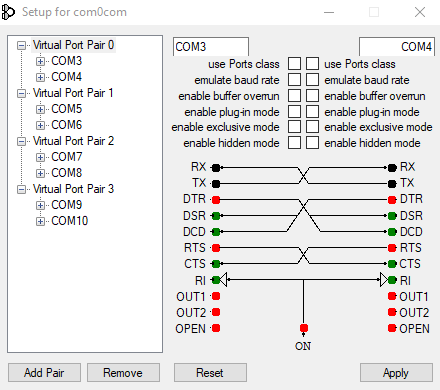 Setup for com0com
Virtual Port Pair 0
COM3
COM4
Virtual Port Pair 1
COM5
COM6
Virtual Port Pair 2
COM7
COM8
Virtual Port Pair 3
COM9
COM10
COM3 COM4
use Ports class use Ports class
emulate baud rate emulate baud rate
enable buffer overrun enable buffer overrun
enable plug-in mode enable plug-in mode
enable exclusive mode enable exclusive mode
enable hidden mode enable hidden mode
RX RX
TX TX
DTR DTR
DSR DSR
DCD DCD
RTS RTS
CTS CTS
RI RI
OUT1 OUT1
OUT2 OUT2
OPEN OPEN
ON
Add Pair Remove Reset Apply